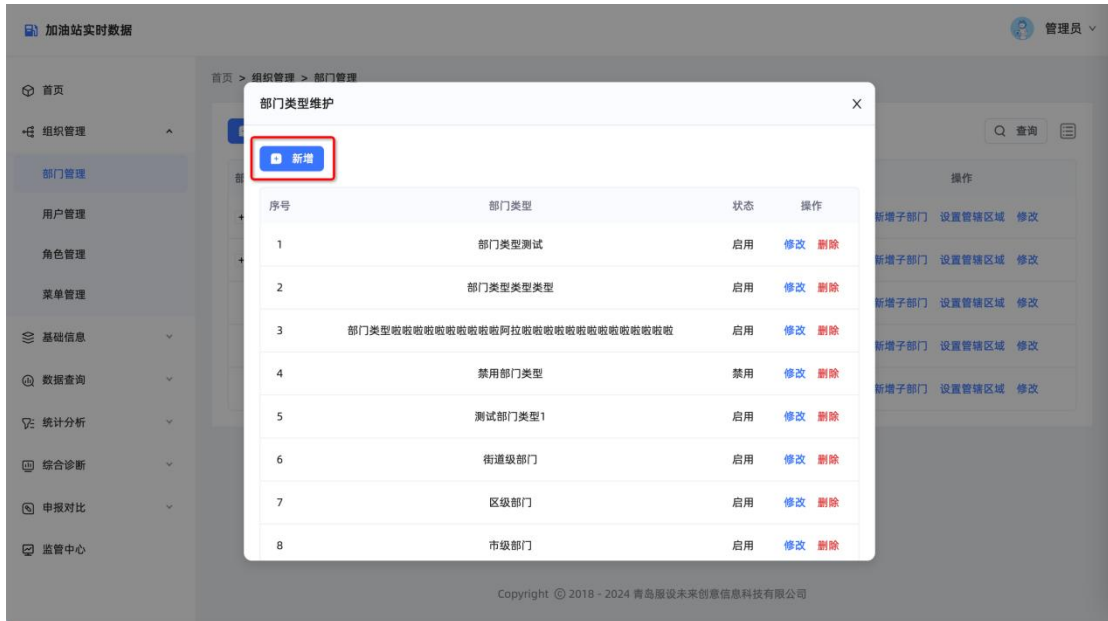 加油站实时数据
管理员
首页
组织管理
部门管理
用户管理
角色管理
菜单管理
基础信息
数据查询
统计分析
综合诊断
申报对比
监管中心
首页 > 组织管理 > 部门管理
查询
操作
新增子部门 设置管辖区域 修改
新增子部门 设置管辖区域 修改
新增子部门 设置管辖区域 修改
新增子部门 设置管辖区域 修改
新增子部门 设置管辖区域 修改
部门类型维护
新增
序号 部门类型 状态 操作
1 部门类型测试 启用 修改 删除
2 部门类型类型类型 启用 修改 删除
3 部门类型啦啦啦啦啦啦啦啦啦啦阿拉啦啦啦啦啦啦啦啦啦啦啦啦啦啦 启用 修改 删除
4 禁用部门类型 禁用 修改 删除
5 测试部门类型1 启用 修改 删除
6 街道级部门 启用 修改 删除
7 区级部门 启用 修改 删除
8 市级部门 启用 修改 删除
Copyright © 2018 - 2024 青岛服设未来创意信息科技有限公司